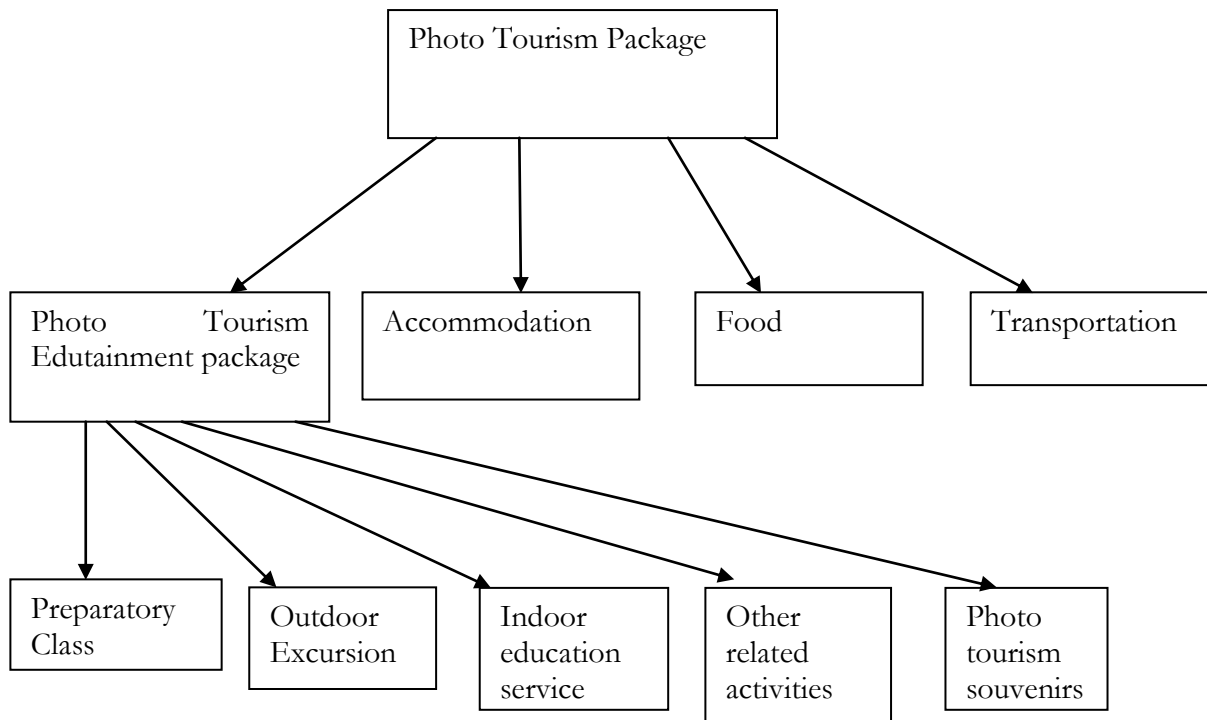 Photo Tourism Package
Photo Tourism
Edutainment package
Accommodation
Food
Transportation
Preparatory
Class
Outdoor
Excursion
Indoor
education
service
Other
related
activities
Photo
tourism
souvenirs